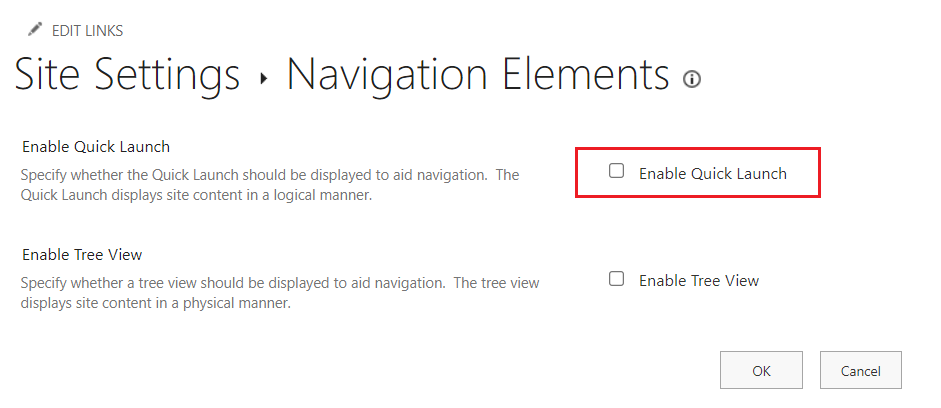 EDIT LINKS
Site Settings ▸ Navigation Elements
Enable Quick Launch
Specify whether the Quick Launch should be displayed to aid navigation. The
Quick Launch displays site content in a logical manner.
Enable Quick Launch
Enable Tree View
Specify whether a tree view should be displayed to aid navigation. The tree view
displays site content in a physical manner.
Enable Tree View
OK
Cancel